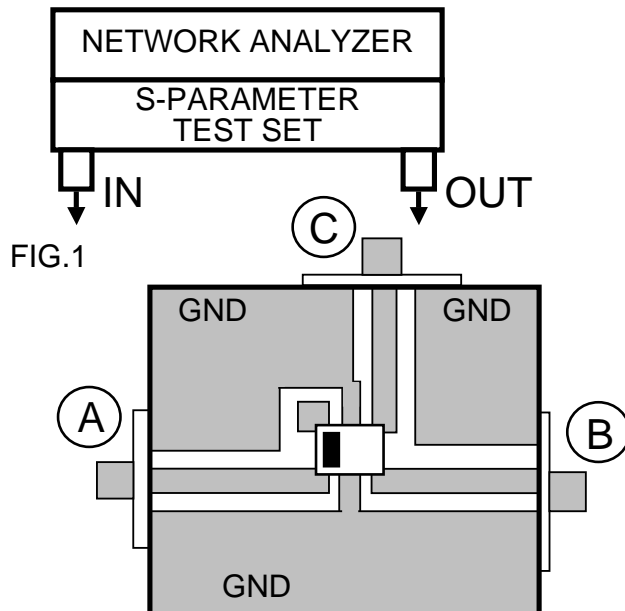 NETWORK ANALYZER
S-PARAMETER
TEST SET
IN
OUT
FIG.1
C
GND
GND
A
B
GND